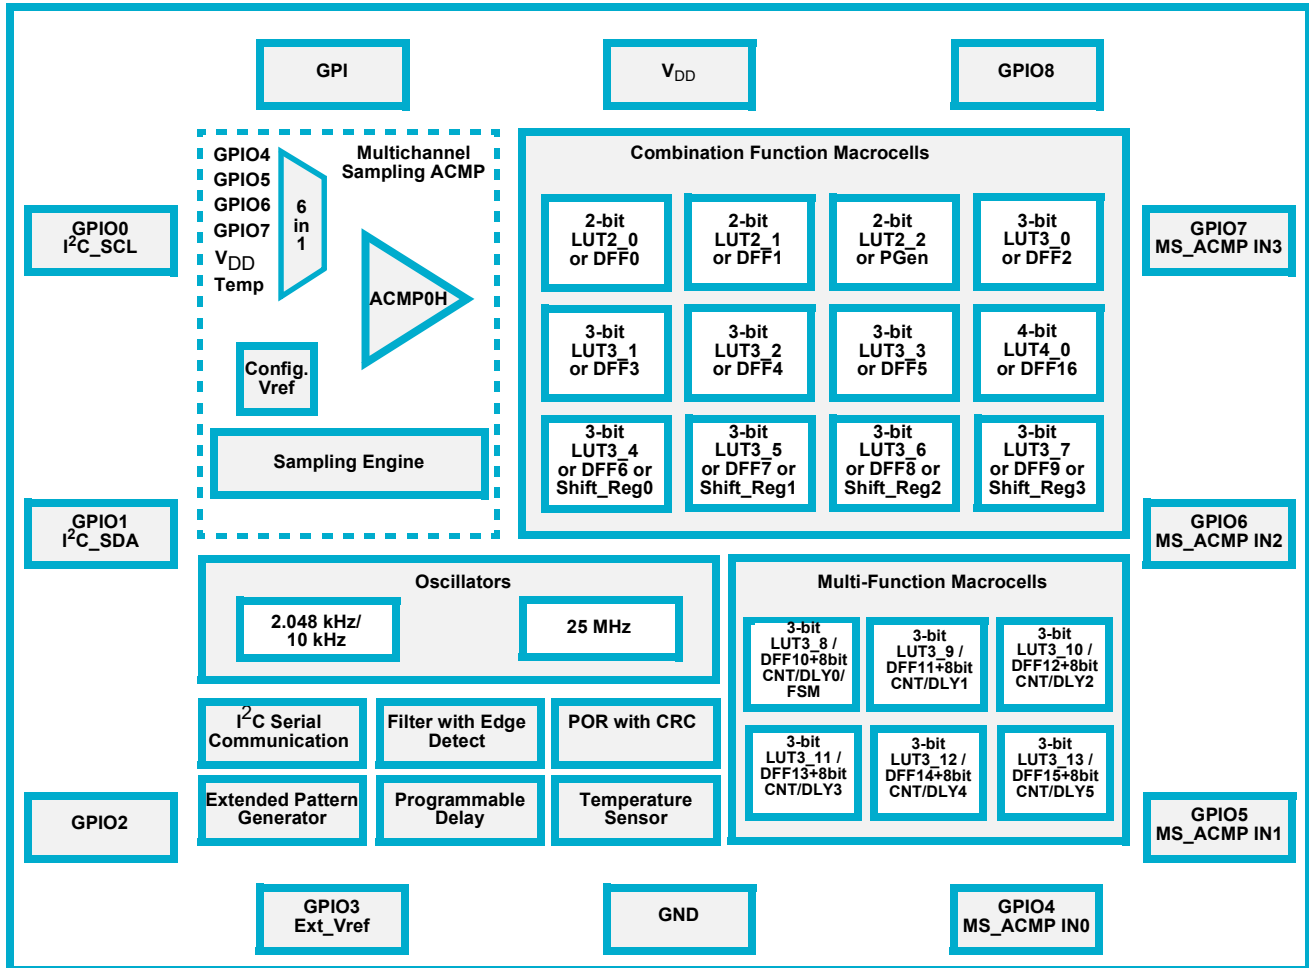 GPI
V_DD
GPIO8
GPIO4
GPIO5
GPIO6
GPIO7
V_DD
Temp
6
in
1
Multichannel
Sampling ACMP
ACMP0H
Config.
Vref
Sampling Engine
Combination Function Macrocells
2-bit
LUT2_0
or DFF0
2-bit
LUT2_1
or DFF1
2-bit
LUT2_2
or PGen
3-bit
LUT3_0
or DFF2
3-bit
LUT3_1
or DFF3
3-bit
LUT3_2
or DFF4
3-bit
LUT3_3
or DFF5
4-bit
LUT4_0
or DFF16
3-bit
LUT3_4
or DFF6 or
Shift_Reg0
3-bit
LUT3_5
or DFF7 or
Shift_Reg1
3-bit
LUT3_6
or DFF8 or
Shift_Reg2
3-bit
LUT3_7
or DFF9 or
Shift_Reg3
GPIO0
I²C_SCL
GPIO7
MS_ACMP IN3
GPIO1
I²C_SDA
GPIO6
MS_ACMP IN2
Oscillators
2.048 kHz/
10 kHz
25 MHz
Multi-Function Macrocells
3-bit
LUT3_8 /
DFF10+8bit
CNT/DLY0/
FSM
3-bit
LUT3_9 /
DFF11+8bit
CNT/DLY1
3-bit
LUT3_10 /
DFF12+8bit
CNT/DLY2
3-bit
LUT3_11 /
DFF13+8bit
CNT/DLY3
3-bit
LUT3_12 /
DFF14+8bit
CNT/DLY4
3-bit
LUT3_13 /
DFF15+8bit
CNT/DLY5
I²C Serial
Communication
Filter with Edge
Detect
POR with CRC
Extended Pattern
Generator
Programmable
Delay
Temperature
Sensor
GPIO2
GPIO5
MS_ACMP IN1
GPIO3
Ext_Vref
GND
GPIO4
MS_ACMP IN0